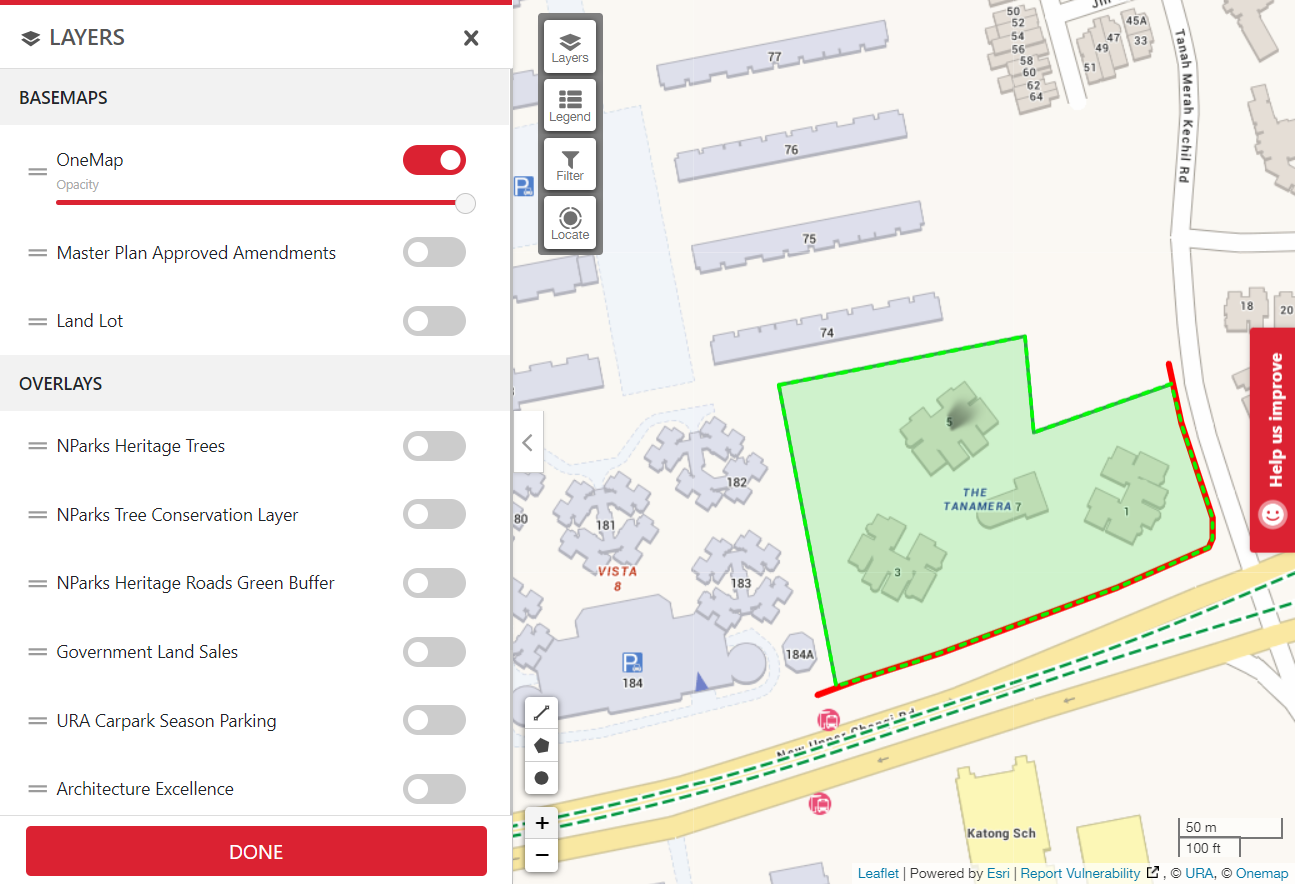 LAYERS
BASEMAPS
OneMap
Opacity
Master Plan Approved Amendments
Land Lot
OVERLAYS
NParks Heritage Trees
NParks Tree Conservation Layer
NParks Heritage Roads Green Buffer
Government Land Sales
URA Carpark Season Parking
Architecture Excellence
DONE
Layers
Legend
Filter
Locate
77
76
75
74
50
52
54
56
58
60
62
64
45A
47
49
33
51
Tanah Merah Kechil Rd
18
20
Help us improve
5
THE
TANAMERA 7
1
3
182
181
80
VISTA
8
183
184A
P
184
P
New Upper Changi Rd
Katong Sch
+
−
50 m
100 ft
Leaflet | Powered by Esri | Report Vulnerability , © URA, © Onemap